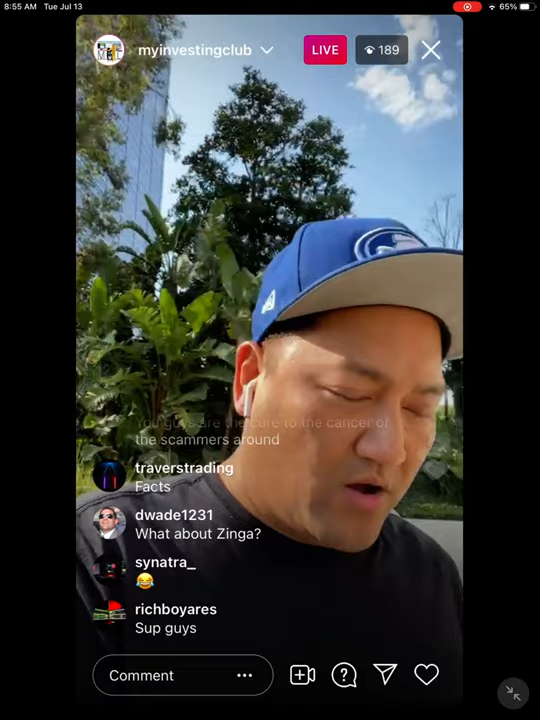 8:55 AM Tue Jul 13
65%
myinvestingclub
LIVE
189
You guys are the cure to the cancer of
the scammers around
traverstrading
Facts
dwade1231
What about Zinga?
synatra_
😂
richboyares
Sup guys
Comment